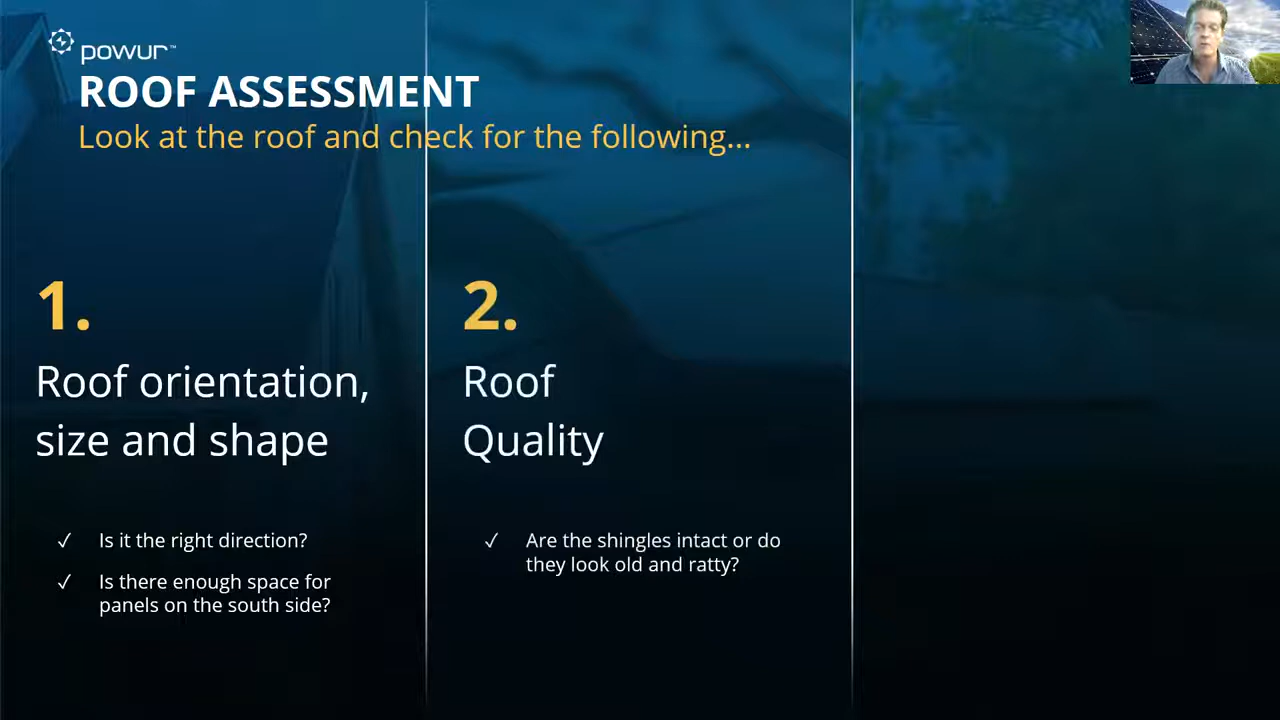 powur™
ROOF ASSESSMENT
Look at the roof and check for the following...
1.
Roof orientation,
size and shape
✓ Is it the right direction?
✓ Is there enough space for
panels on the south side?
2.
Roof
Quality
✓ Are the shingles intact or do
they look old and ratty?